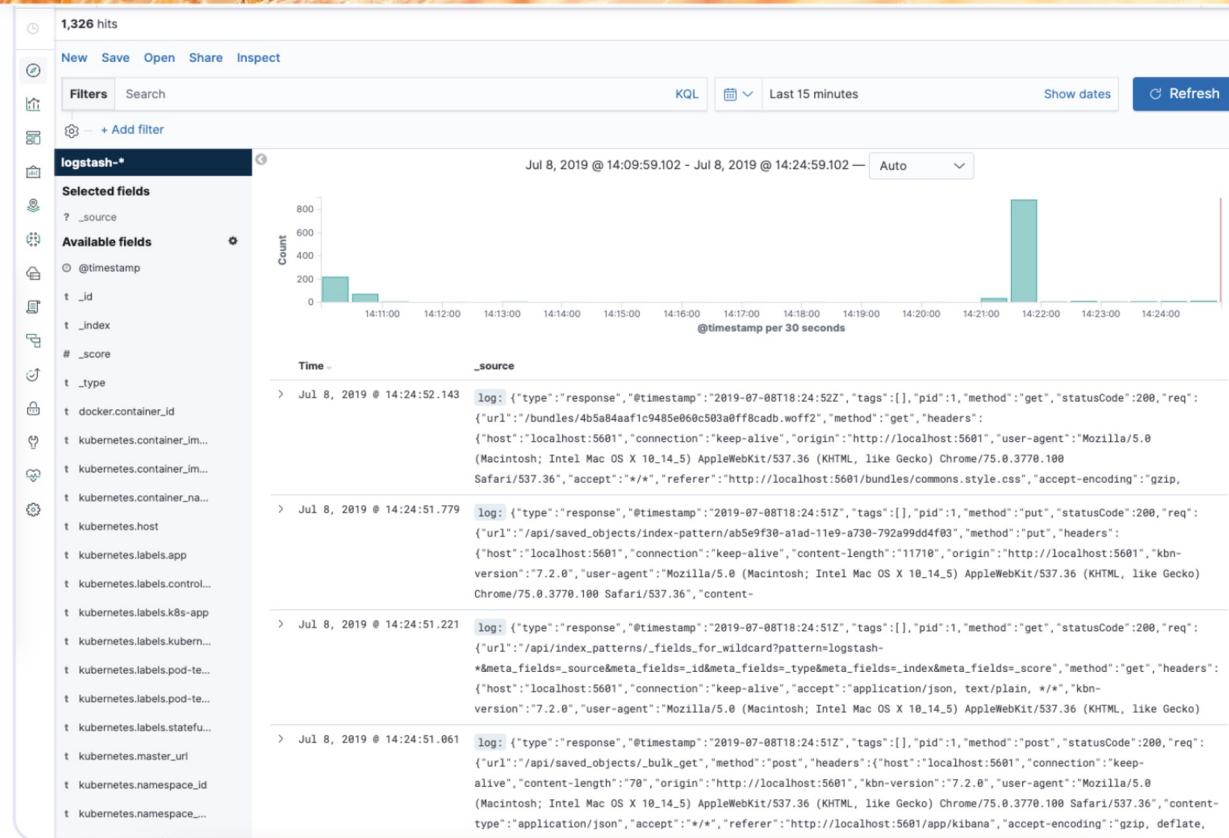 1,326 hits
New Save Open Share Inspect
Filters Search KQL Last 15 minutes Show dates Refresh
+ Add filter
logstash-*
Selected fields
? _source
Available fields
@timestamp
t _id
t _index
# _score
t _type
t docker.container_id
t kubernetes.container_im...
t kubernetes.container_im...
t kubernetes.container_na...
t kubernetes.host
t kubernetes.labels.app
t kubernetes.labels.control...
t kubernetes.labels.k8s-app
t kubernetes.labels.kubern...
t kubernetes.labels.pod-te...
t kubernetes.labels.pod-te...
t kubernetes.labels.statefu...
t kubernetes.master_url
t kubernetes.namespace_id
t kubernetes.namespace_...
Jul 8, 2019 @ 14:09:59.102 - Jul 8, 2019 @ 14:24:59.102 — Auto
Count
800
600
400
200
0
14:11:00 14:12:00 14:13:00 14:14:00 14:15:00 14:16:00 14:17:00 14:18:00 14:19:00 14:20:00 14:21:00 14:22:00 14:23:00 14:24:00
@timestamp per 30 seconds
Time _source
Jul 8, 2019 @ 14:24:52.143 log: {"type":"response","@timestamp":"2019-07-08T18:24:52Z","tags":[],"pid":1,"method":"get","statusCode":200,"req":
{"url":"/bundles/4b5a84aaf1c9485e060c503a0ff8cadb.woff2","method":"get","headers":
{"host":"localhost:5601","connection":"keep-alive","origin":"http://localhost:5601","user-agent":"Mozilla/5.0
(Macintosh; Intel Mac OS X 10_14_5) AppleWebKit/537.36 (KHTML, like Gecko) Chrome/75.0.3770.100
Safari/537.36","accept":"*/*","referer":"http://localhost:5601/bundles/commons.style.css","accept-encoding":"gzip,
Jul 8, 2019 @ 14:24:51.779 log: {"type":"response","@timestamp":"2019-07-08T18:24:51Z","tags":[],"pid":1,"method":"put","statusCode":200,"req":
{"url":"/api/saved_objects/index-pattern/ab5e9f30-a1ad-11e9-a730-792a99dd4f03","method":"put","headers":
{"host":"localhost:5601","connection":"keep-alive","content-length":"11710","origin":"http://localhost:5601","kbn-
version":"7.2.0","user-agent":"Mozilla/5.0 (Macintosh; Intel Mac OS X 10_14_5) AppleWebKit/537.36 (KHTML, like Gecko)
Chrome/75.0.3770.100 Safari/537.36","content-
Jul 8, 2019 @ 14:24:51.221 log: {"type":"response","@timestamp":"2019-07-08T18:24:51Z","tags":[],"pid":1,"method":"get","statusCode":200,"req":
{"url":"/api/index_patterns/_fields_for_wildcard?pattern=logstash-
*&meta_fields=_source&meta_fields=_id&meta_fields=_type&meta_fields=_index&meta_fields=_score","method":"get","headers":
{"host":"localhost:5601","connection":"keep-alive","accept":"application/json, text/plain, */*","kbn-
version":"7.2.0","user-agent":"Mozilla/5.0 (Macintosh; Intel Mac OS X 10_14_5) AppleWebKit/537.36 (KHTML, like Gecko)
Jul 8, 2019 @ 14:24:51.061 log: {"type":"response","@timestamp":"2019-07-08T18:24:51Z","tags":[],"pid":1,"method":"post","statusCode":200,"req":
{"url":"/api/saved_objects/_bulk_get","method":"post","headers":{"host":"localhost:5601","connection":"keep-
alive","content-length":"70","origin":"http://localhost:5601","kbn-version":"7.2.0","user-agent":"Mozilla/5.0
(Macintosh; Intel Mac OS X 10_14_5) AppleWebKit/537.36 (KHTML, like Gecko) Chrome/75.0.3770.100 Safari/537.36","content-
type":"application/json","accept":"*/*","referer":"http://localhost:5601/app/kibana","accept-encoding":"gzip, deflate,